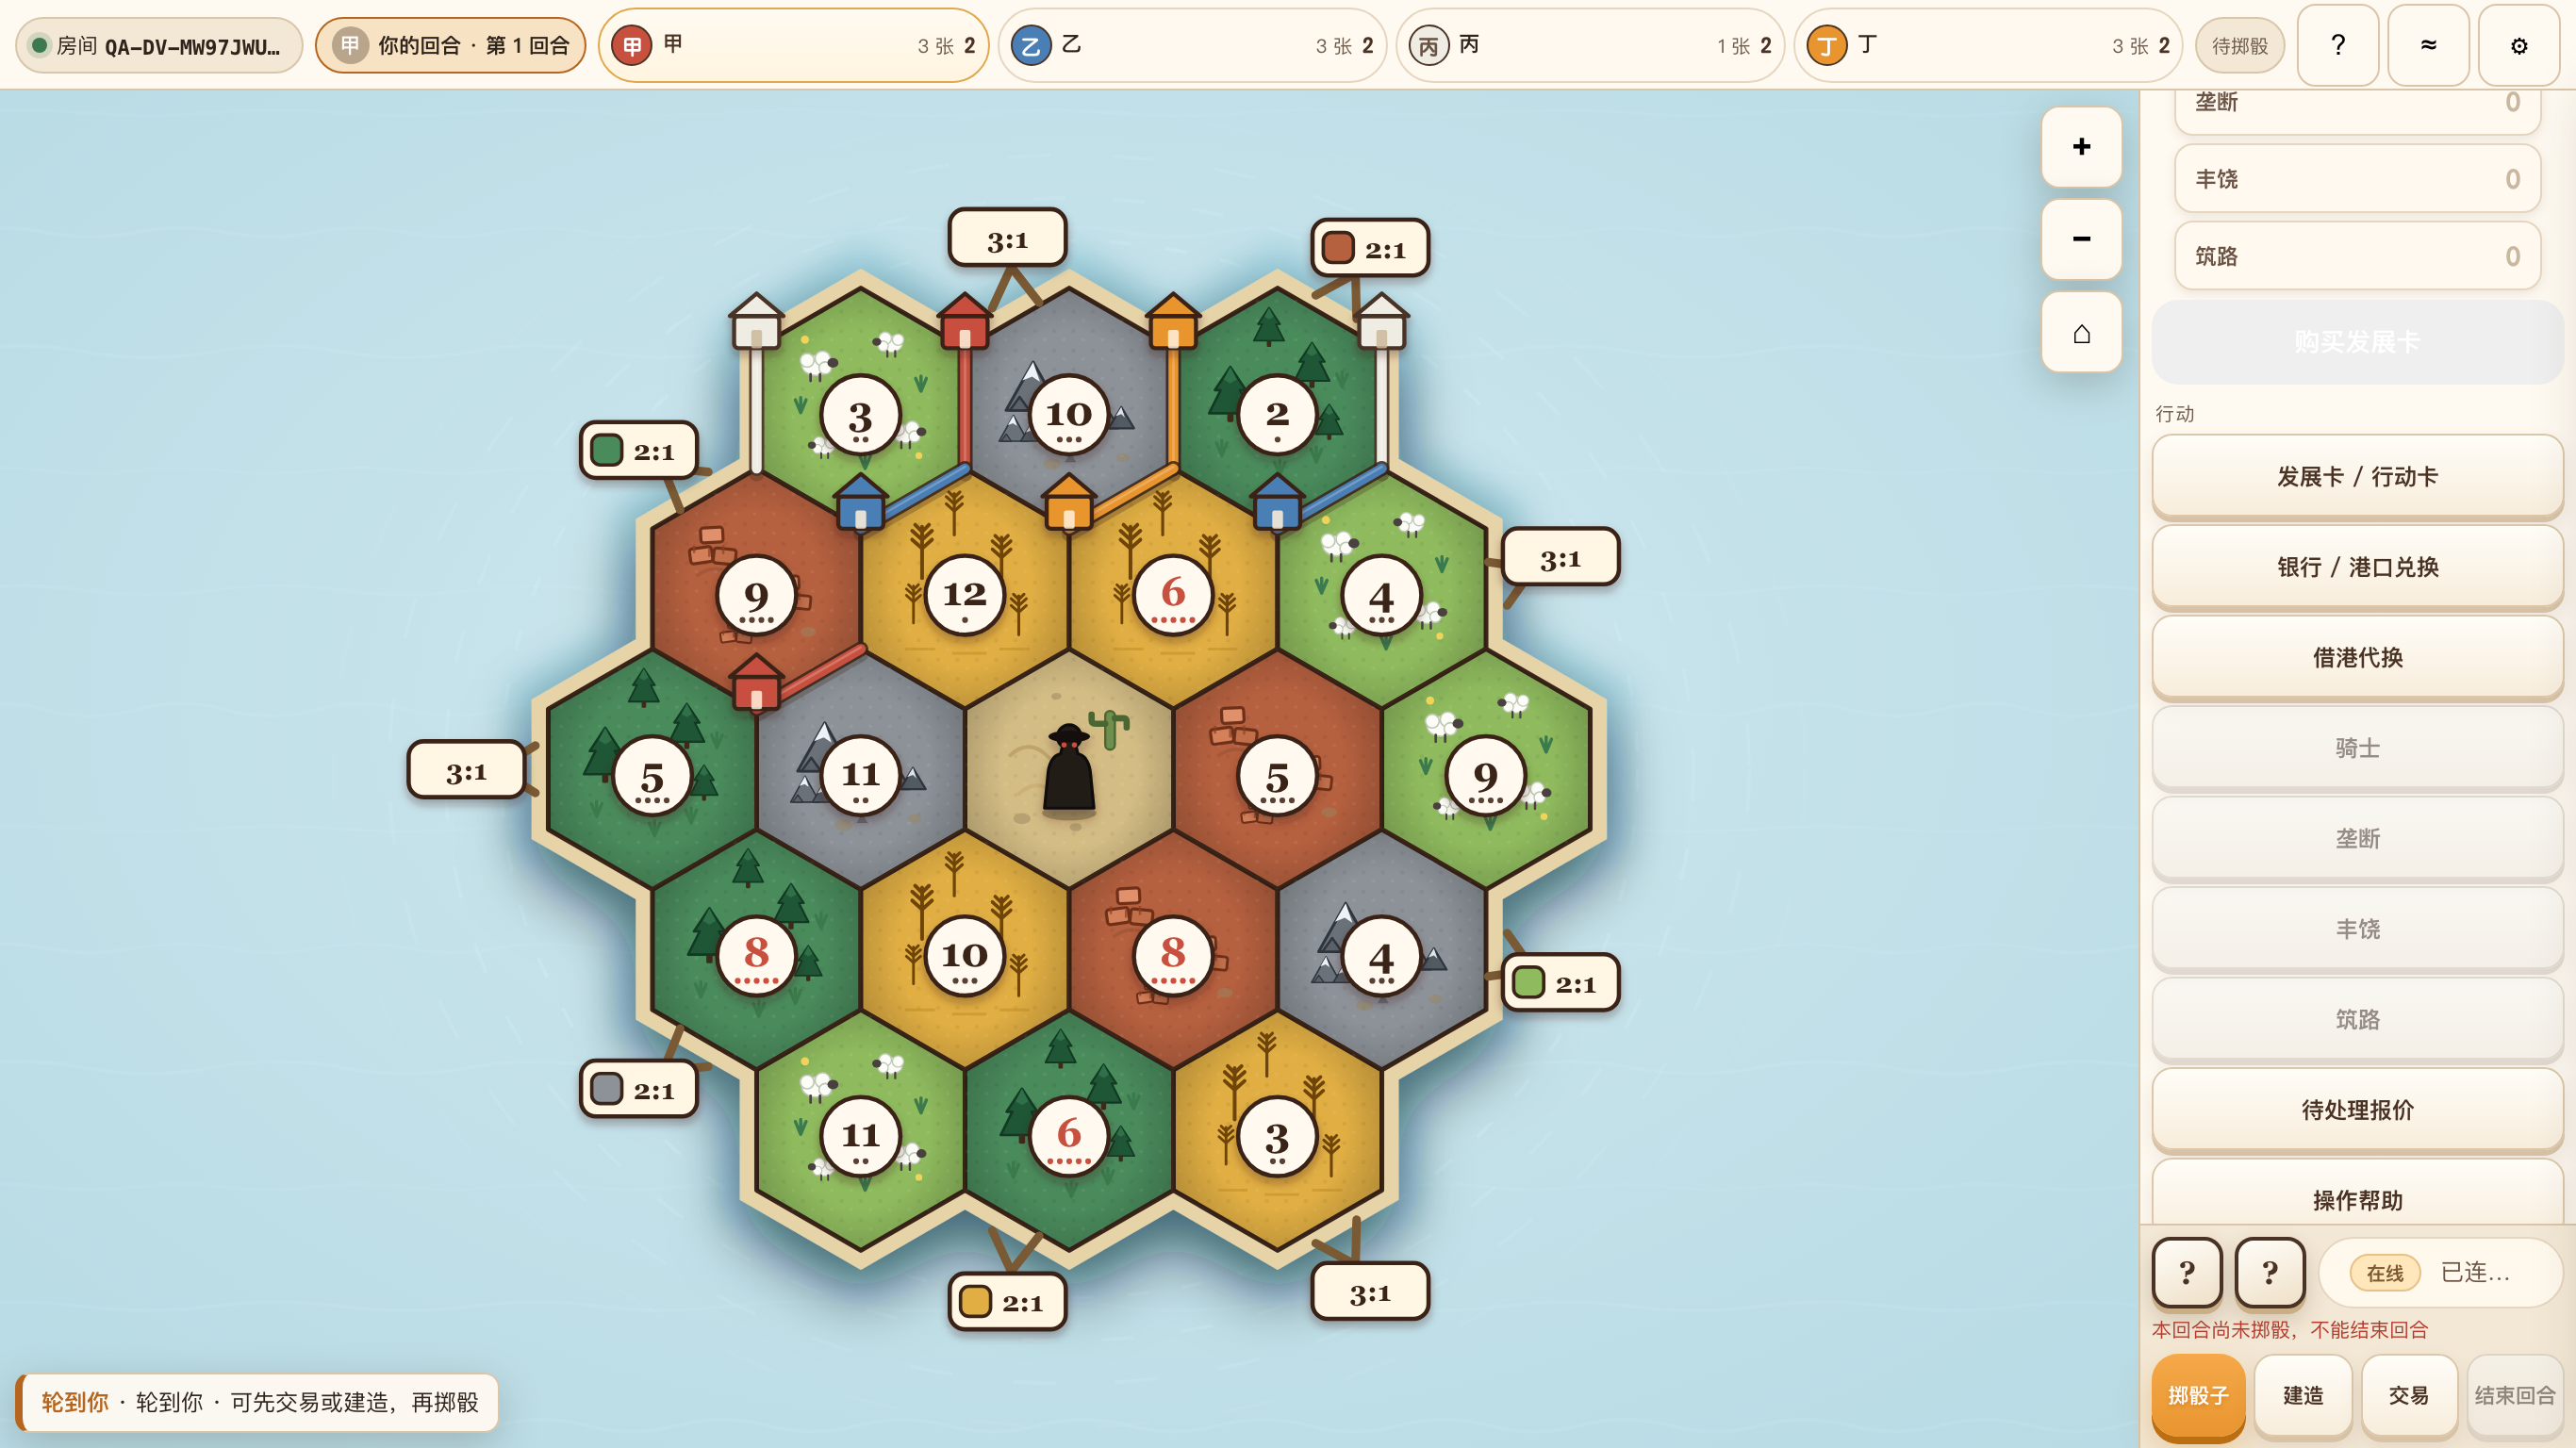 房间 QA-DV-MW97JWU…
甲 你的回合 · 第 1 回合
甲 甲 3 张 2
乙 乙 3 张 2
丙 丙 1 张 2
丁 丁 3 张 2
待掷骰
?
≈
⚙
垄断 0
丰饶 0
筑路 0
购买发展卡
行动
发展卡 / 行动卡
银行 / 港口兑换
借港代换
骑士
垄断
丰饶
筑路
待处理报价
操作帮助
+
−
⌂
3:1
2:1
3 10 2
2:1
9 12 6 4
3:1
3:1
5 11 5 9
8 10 8 4
2:1
2:1
11 6 3
2:1
3:1
? ? 在线 已连…
本回合尚未掷骰，不能结束回合
掷骰子 建造 交易 结束回合
轮到你 · 轮到你 · 可先交易或建造，再掷骰